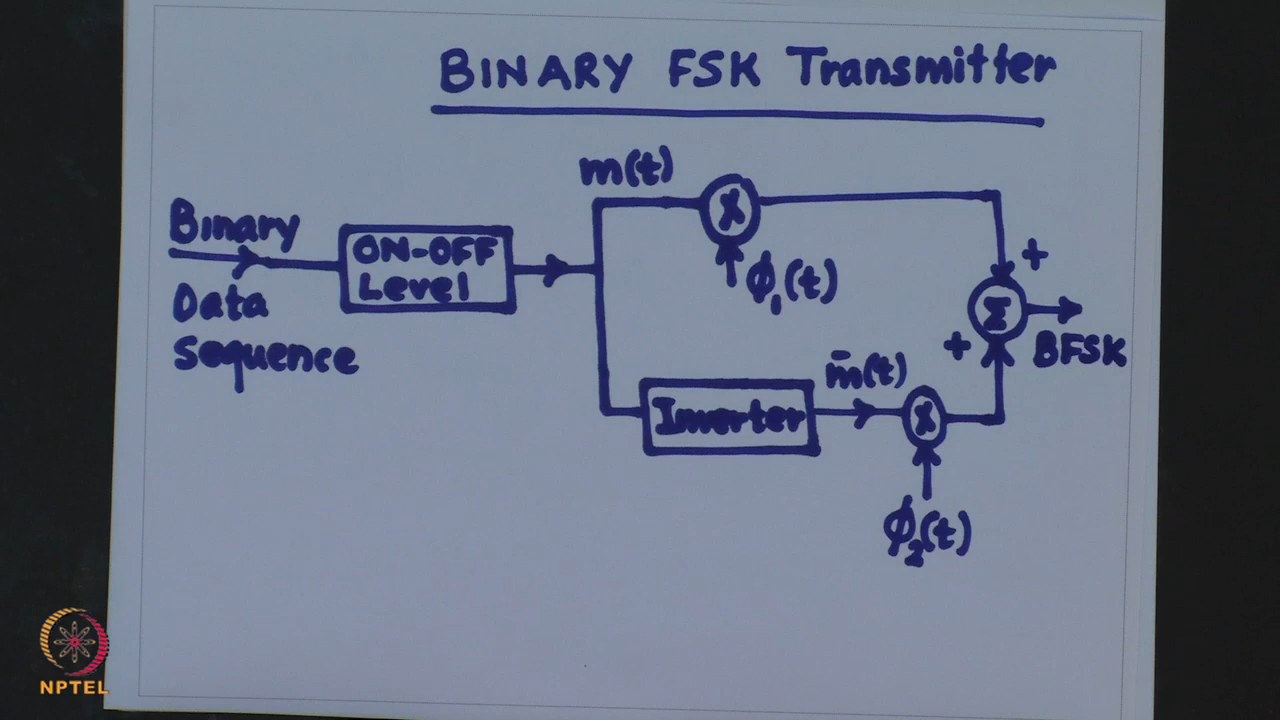 BINARY FSK Transmitter
m(t)
X
Binary
Data
sequence
ON-OFF
Level
ϕ₁(t)
+
Σ
+
BFSK
m̄(t)
Inverter
X
ϕ₂(t)
NPTEL